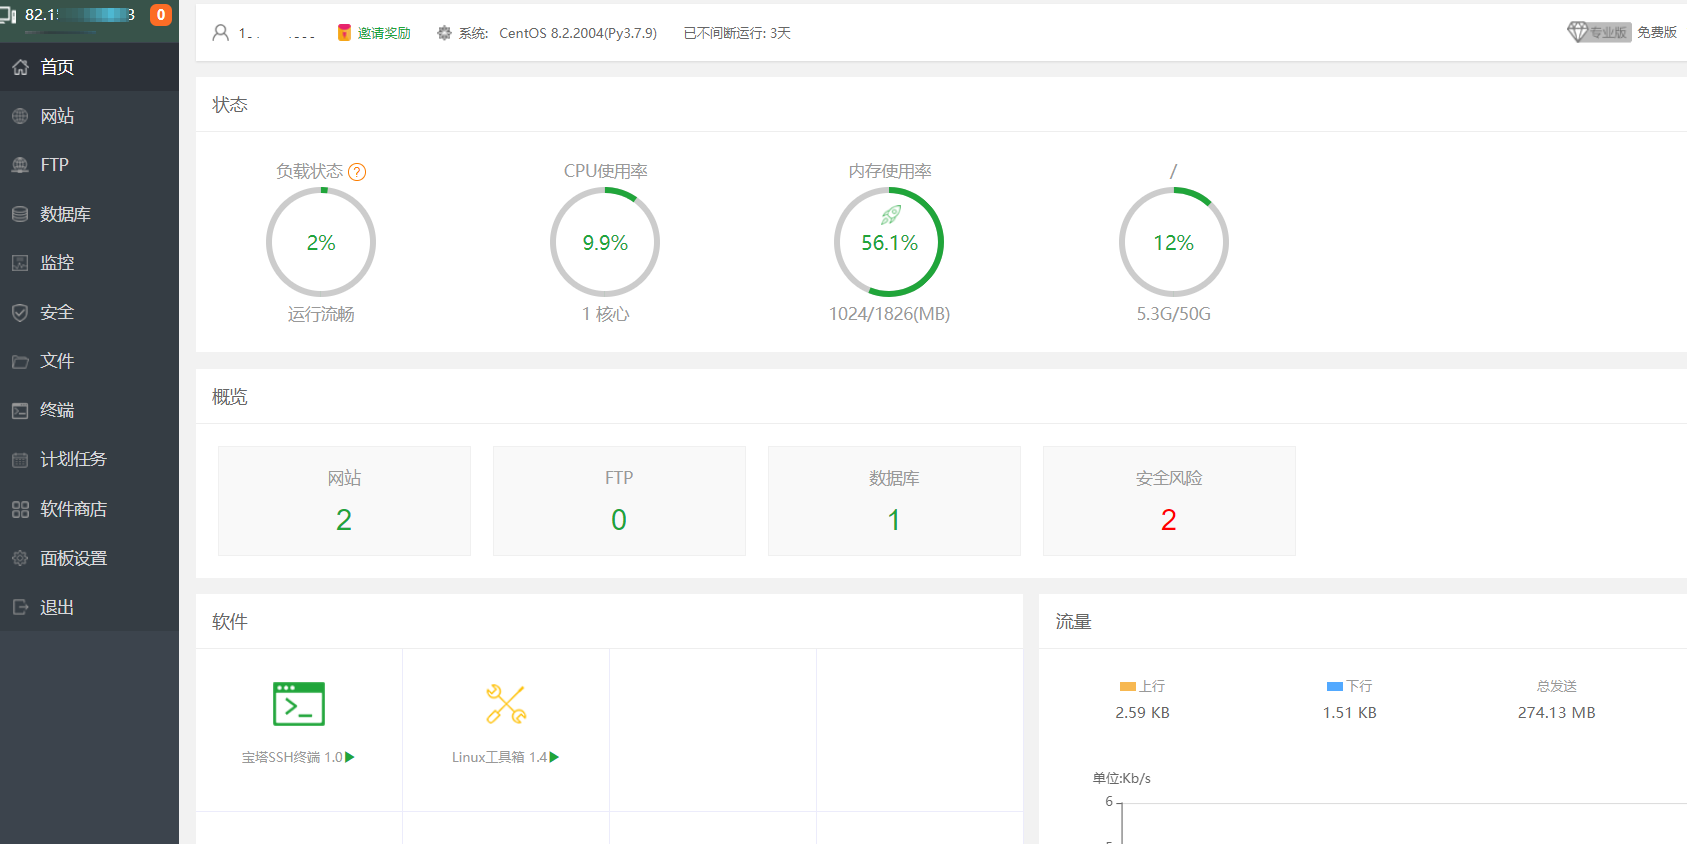 0
首页
网站
FTP
数据库
监控
安全
文件
终端
计划任务
软件商店
面板设置
退出
邀请奖励 系统: CentOS 8.2.2004(Py3.7.9) 已不间断运行: 3天 专业版 免费版
状态
负载状态 ? CPU使用率 内存使用率 /
2% 9.9% 56.1% 12%
运行流畅 1 核心 1024/1826(MB) 5.3G/50G
概览
网站 FTP 数据库 安全风险
2 0 1 2
软件
宝塔SSH终端 1.0 Linux工具箱 1.4
流量
上行 下行 总发送
2.59 KB 1.51 KB 274.13 MB
单位:Kb/s
6